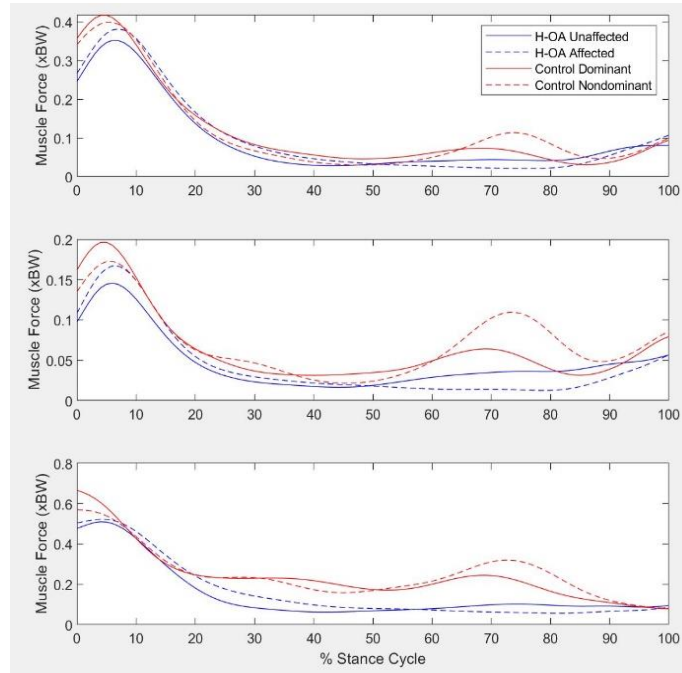 H-OA Unaffected
H-OA Affected
Control Dominant
Control Nondominant
Muscle Force (xBW)
0.4
0.3
0.2
0.1
0
0 10 20 30 40 50 60 70 80 90 100
Muscle Force (xBW)
0.2
0.15
0.1
0.05
0
0 10 20 30 40 50 60 70 80 90 100
Muscle Force (xBW)
0.8
0.6
0.4
0.2
0
0 10 20 30 40 50 60 70 80 90 100
% Stance Cycle